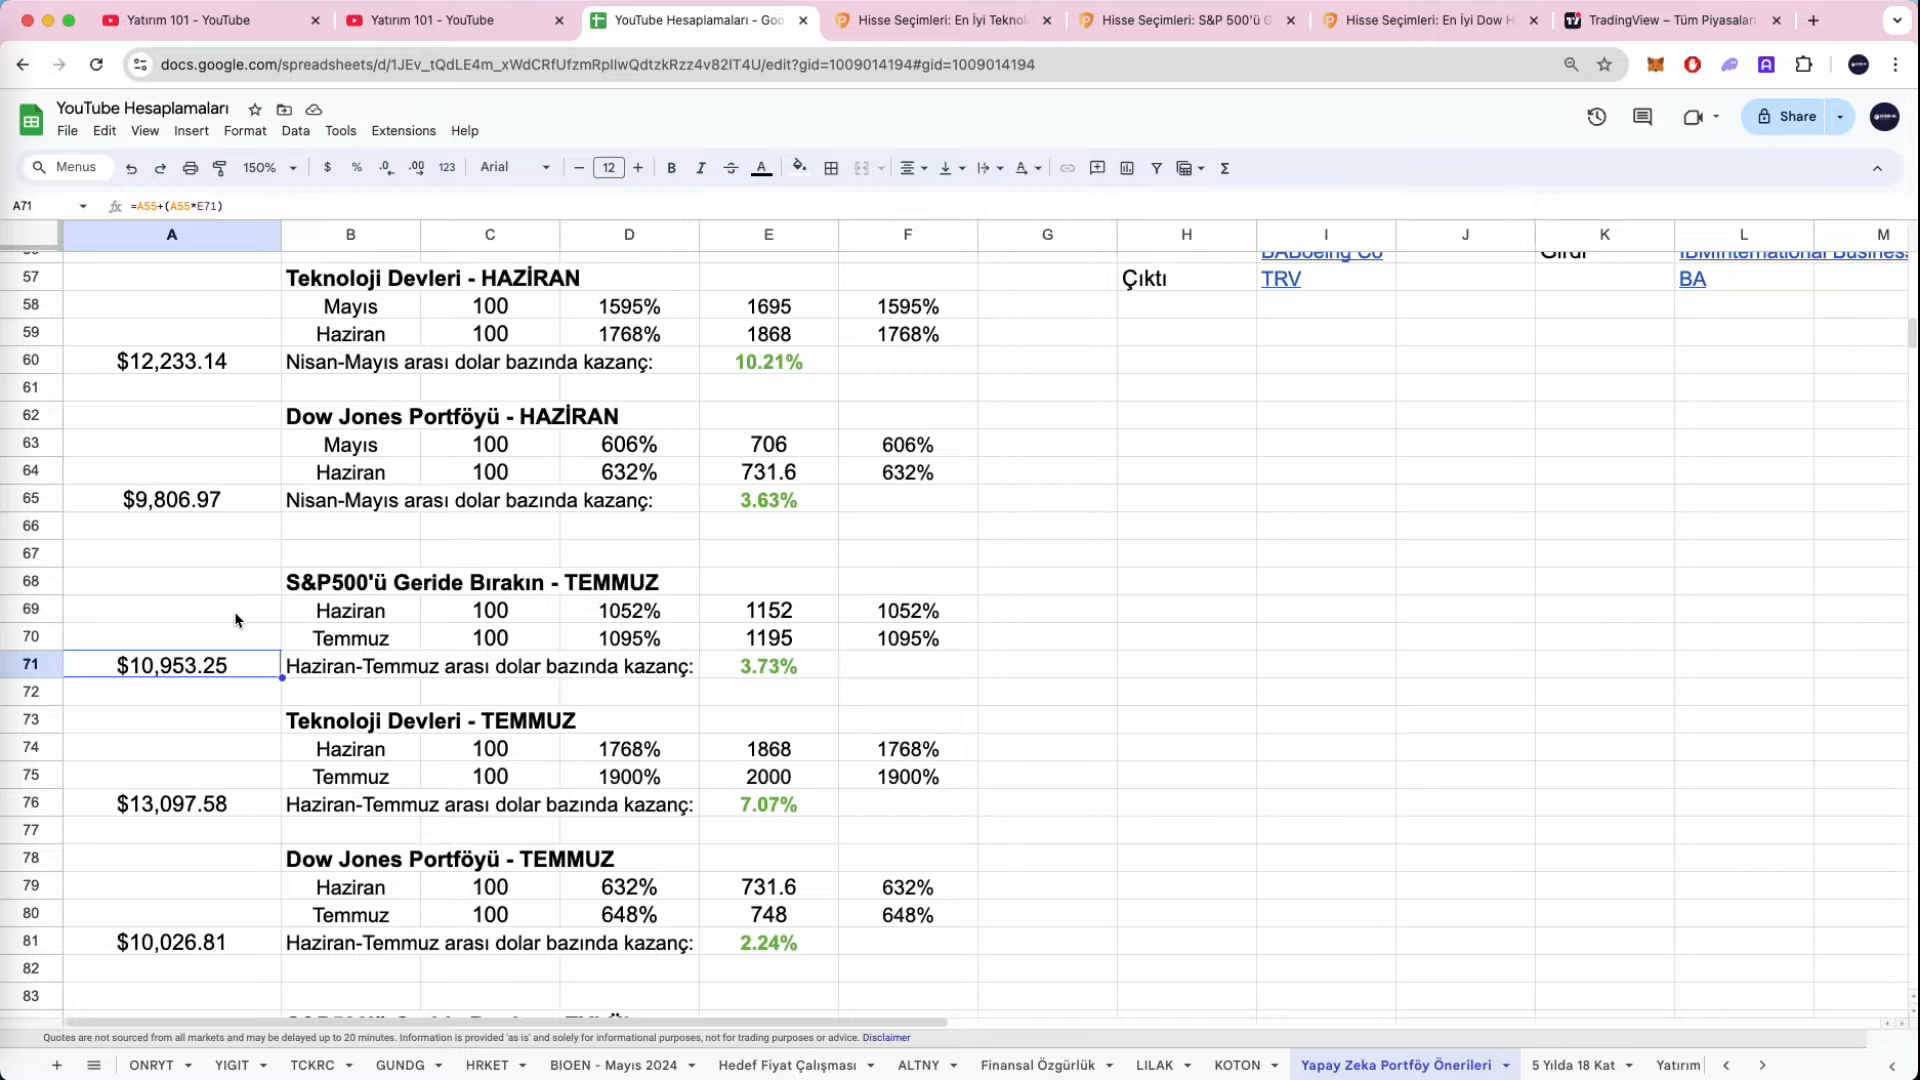 Yatırım 101 - YouTube
Yatırım 101 - YouTube
YouTube Hesaplamaları - Goo
Hisse Seçimleri: En İyi Teknol
Hisse Seçimleri: S&P 500'ü G
Hisse Seçimleri: En İyi Dow H
TradingView – Tüm Piyasalar
docs.google.com/spreadsheets/d/1JEv_tQdLE4m_xWdCRfUfzmRpIlwQdtzkRzz4v82IT4U/edit?gid=1009014194#gid=1009014194
YouTube Hesaplamaları
File Edit View Insert Format Data Tools Extensions Help
Share
Menus 150% $ % .0 .00 123 Arial 12 B I A
A71 fx =A55+(A55*E71)
A B C D E F G H I J K L M
BABoeing Co Girdi IBMInternational Business
57 Teknoloji Devleri - HAZİRAN Çıktı TRV BA
58 Mayıs 100 1595% 1695 1595%
59 Haziran 100 1768% 1868 1768%
60 $12,233.14 Nisan-Mayıs arası dolar bazında kazanç: 10.21%
61
62 Dow Jones Portföyü - HAZİRAN
63 Mayıs 100 606% 706 606%
64 Haziran 100 632% 731.6 632%
65 $9,806.97 Nisan-Mayıs arası dolar bazında kazanç: 3.63%
66
67
68 S&P500'ü Geride Bırakın - TEMMUZ
69 Haziran 100 1052% 1152 1052%
70 Temmuz 100 1095% 1195 1095%
71 $10,953.25 Haziran-Temmuz arası dolar bazında kazanç: 3.73%
72
73 Teknoloji Devleri - TEMMUZ
74 Haziran 100 1768% 1868 1768%
75 Temmuz 100 1900% 2000 1900%
76 $13,097.58 Haziran-Temmuz arası dolar bazında kazanç: 7.07%
77
78 Dow Jones Portföyü - TEMMUZ
79 Haziran 100 632% 731.6 632%
80 Temmuz 100 648% 748 648%
81 $10,026.81 Haziran-Temmuz arası dolar bazında kazanç: 2.24%
82
83
Quotes are not sourced from all markets and may be delayed up to 20 minutes. Information is provided 'as is' and solely for informational purposes, not for trading purposes or advice. Disclaimer
ONRYT YIGIT TCKRC GUNDG HRKET BIOEN - Mayıs 2024 Hedef Fiyat Çalışması ALTNY Finansal Özgürlük LILAK KOTON Yapay Zeka Portföy Önerileri 5 Yılda 18 Kat Yatırım